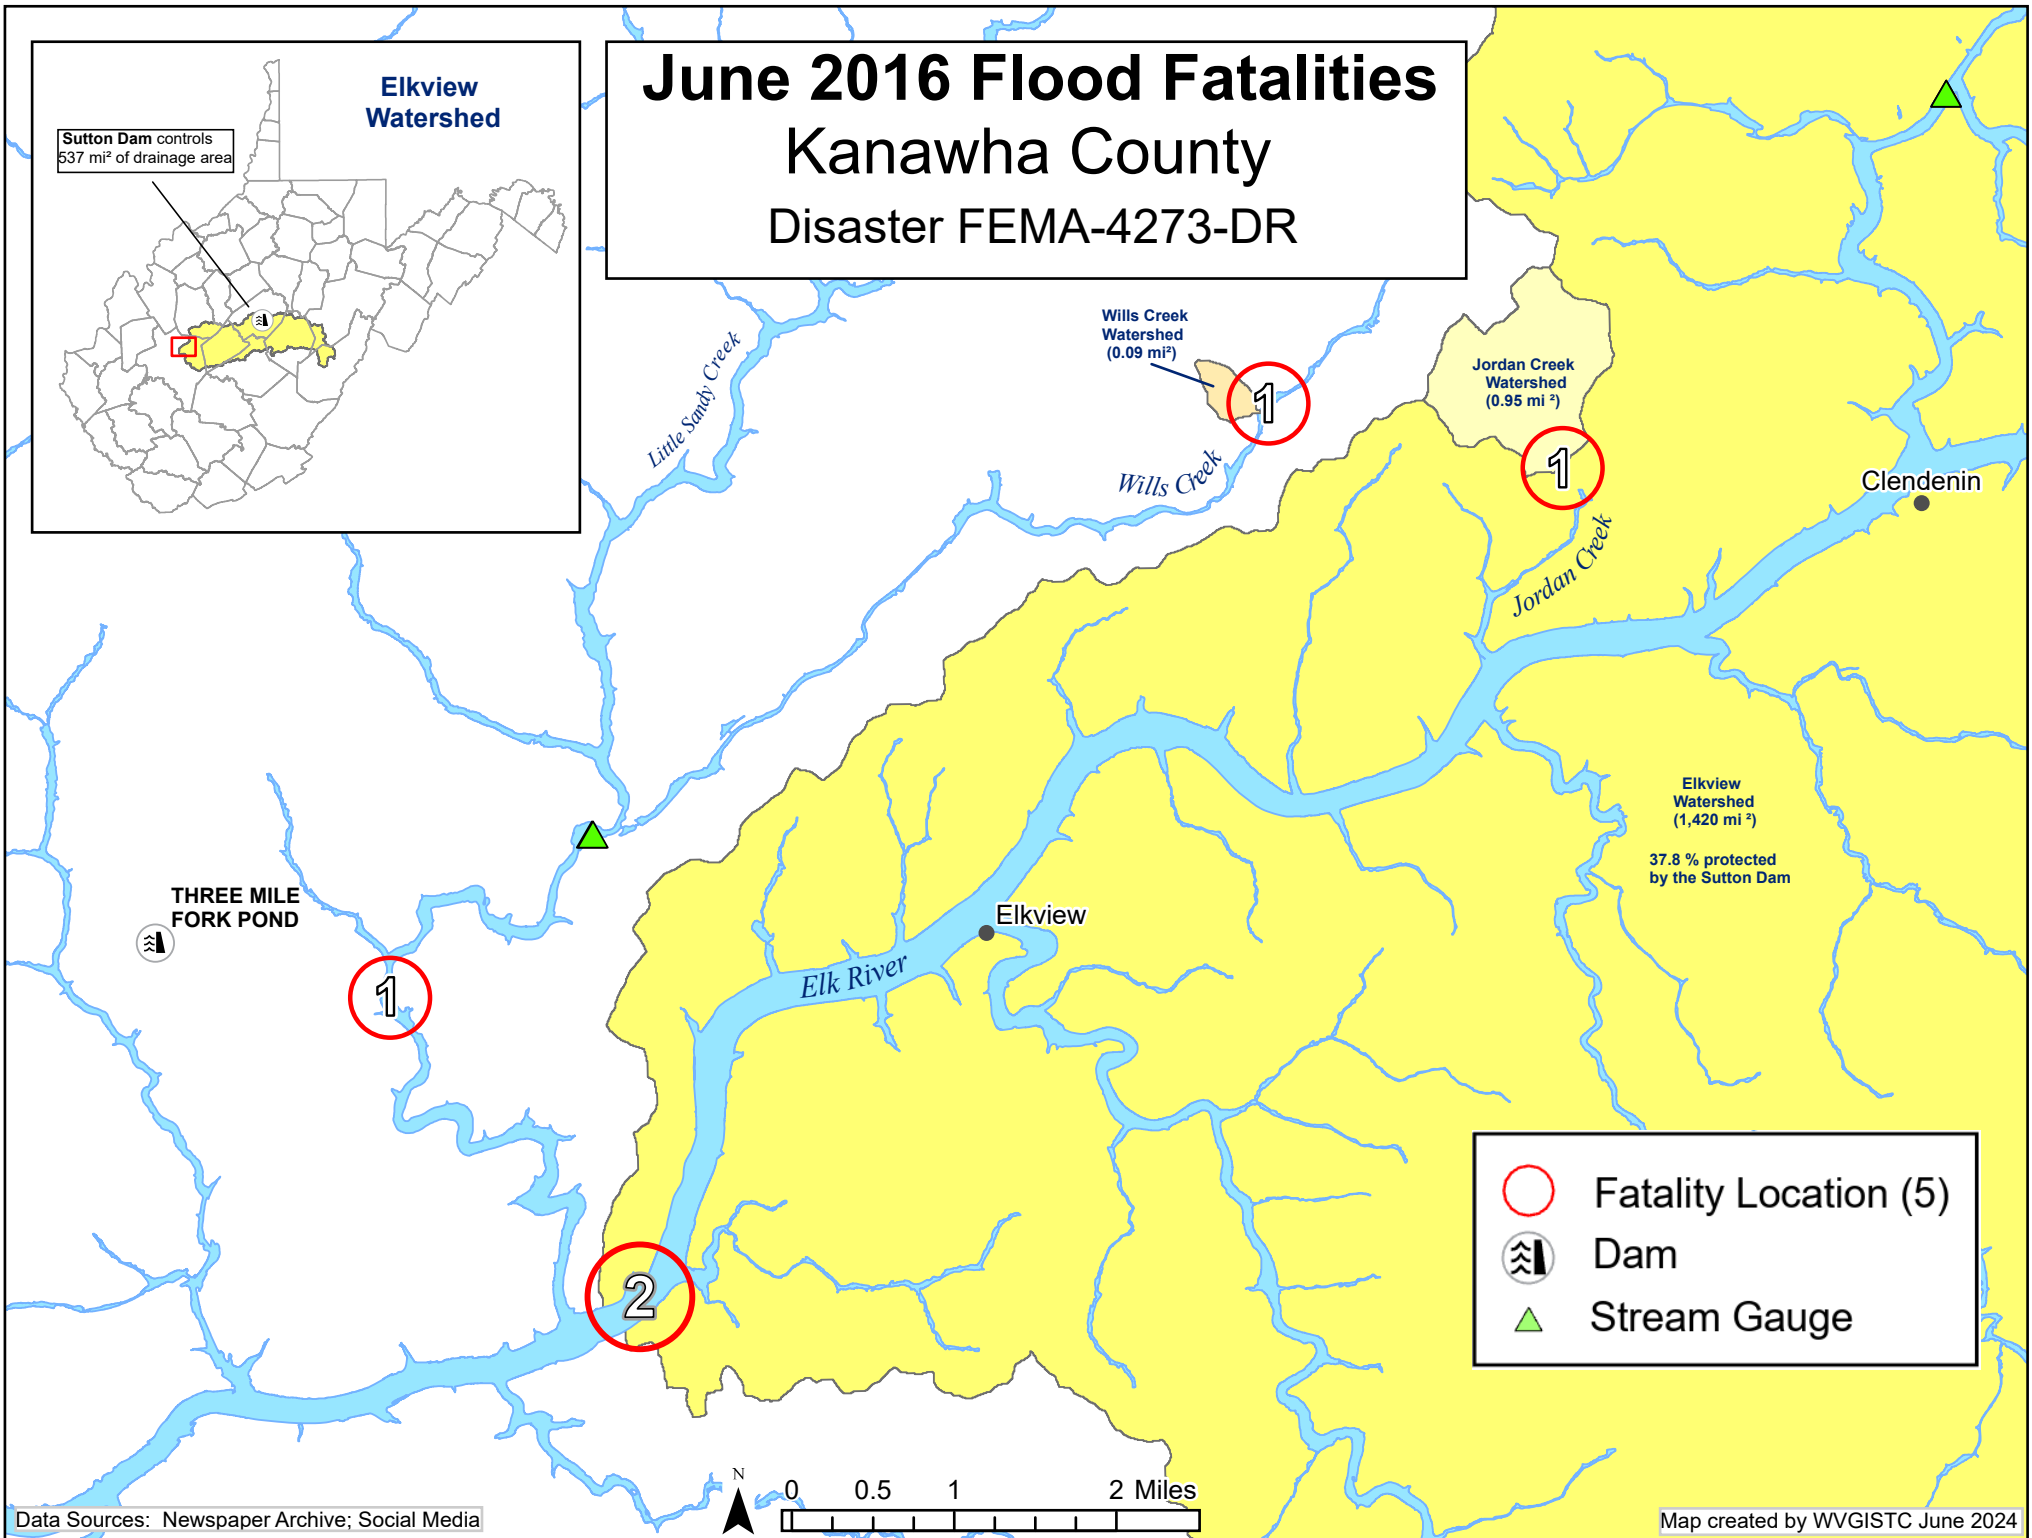 June 2016 Flood Fatalities
Kanawha County
Disaster FEMA-4273-DR
Elkview
Watershed
Sutton Dam controls
537 mi² of drainage area
Little Sandy Creek
Wills Creek
Watershed
(0.09 mi²)
1
Wills Creek
Jordan Creek
Watershed
(0.95 mi ²)
1
Jordan Creek
Clendenin
Elkview
Watershed
(1,420 mi ²)
37.8 % protected
by the Sutton Dam
THREE MILE
FORK POND
1
Elkview
Elk River
2
Fatality Location (5)
Dam
Stream Gauge
N
0 0.5 1 2 Miles
Data Sources: Newspaper Archive; Social Media
Map created by WVGISTC June 2024